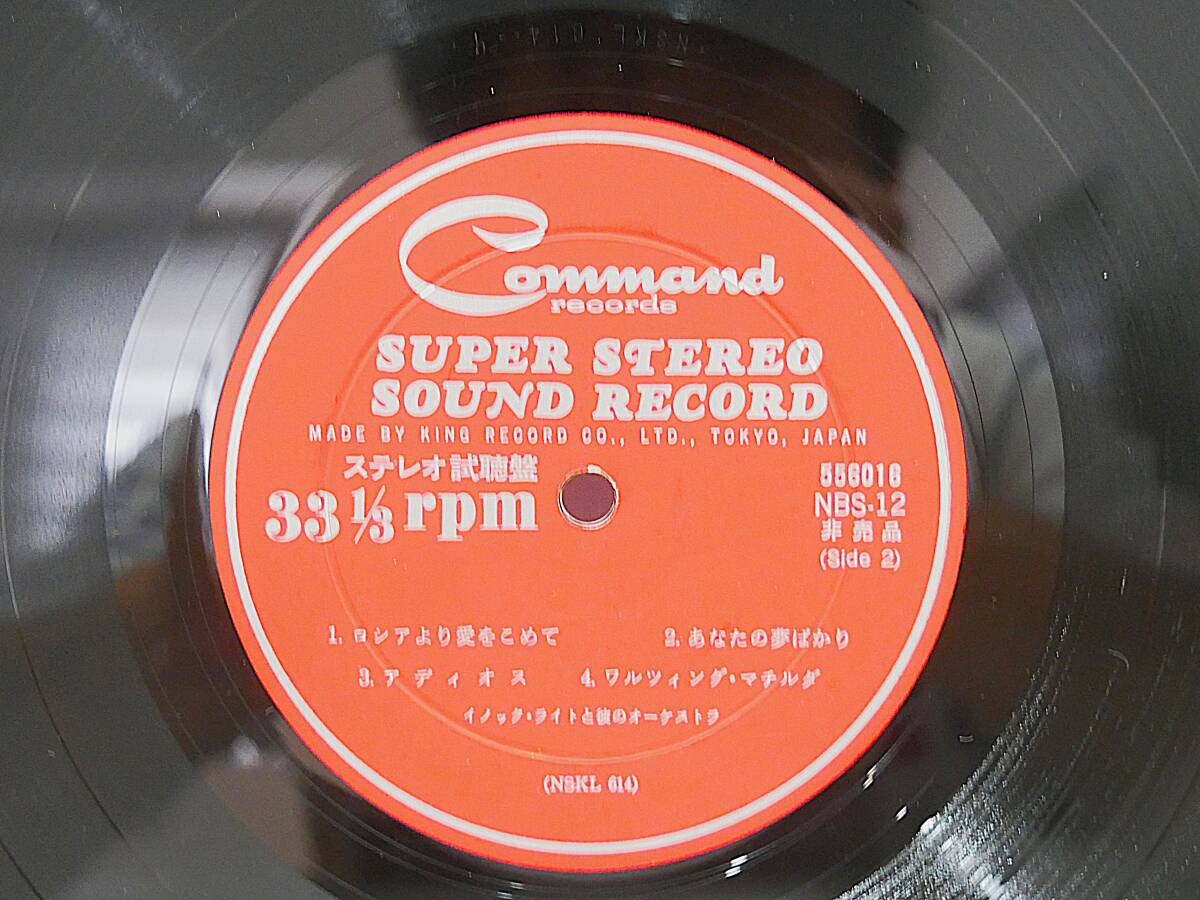 NSKL 614
Command
records
SUPER STEREO
SOUND RECORD
MADE BY KING RECORD CO., LTD., TOKYO, JAPAN
ステレオ試聴盤
33 1/3 rpm
556016
NBS-12
非売品
(Side 2)
1. ロシアより愛をこめて 2. あなたの夢ばかり
3. アディオス 4. ワルツィング・マチルダ
イノック・ライトと彼のオーケストラ
(NSKL 614)